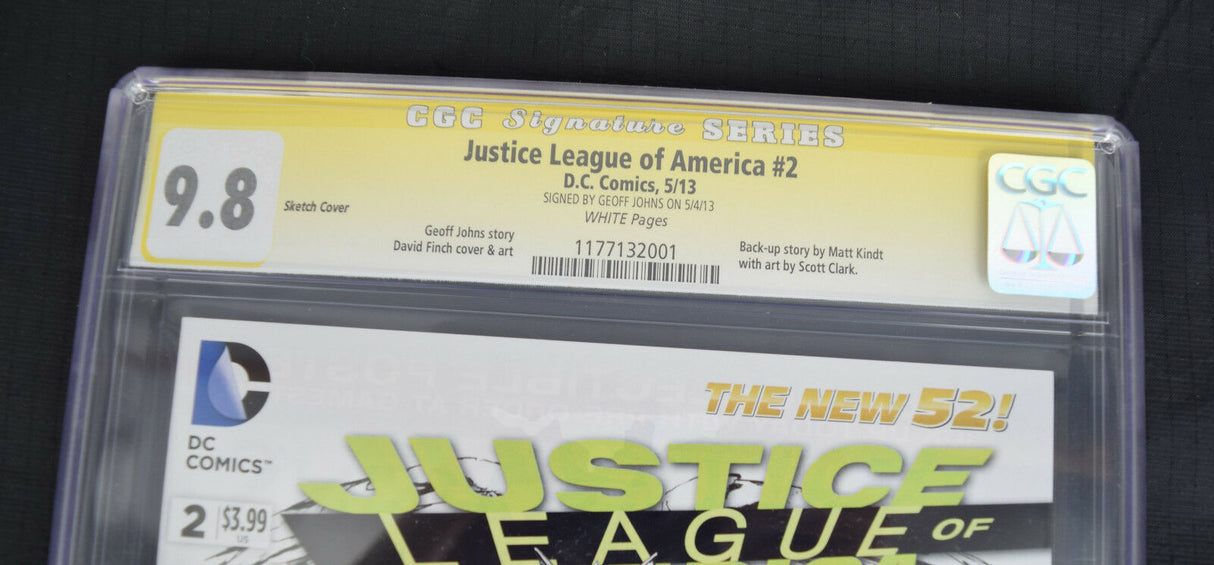 CGC Signature SERIES
Justice League of America #2
D.C. Comics, 5/13
SIGNED BY GEOFF JOHNS ON 5/4/13
WHITE Pages
9.8
Sketch Cover
Geoff Johns story
David Finch cover & art
1177132001
Back-up story by Matt Kindt
with art by Scott Clark.
CGC
DC
COMICS™
2 $3.99
US
THE NEW 52!
JUSTICE
LEAGUE OF